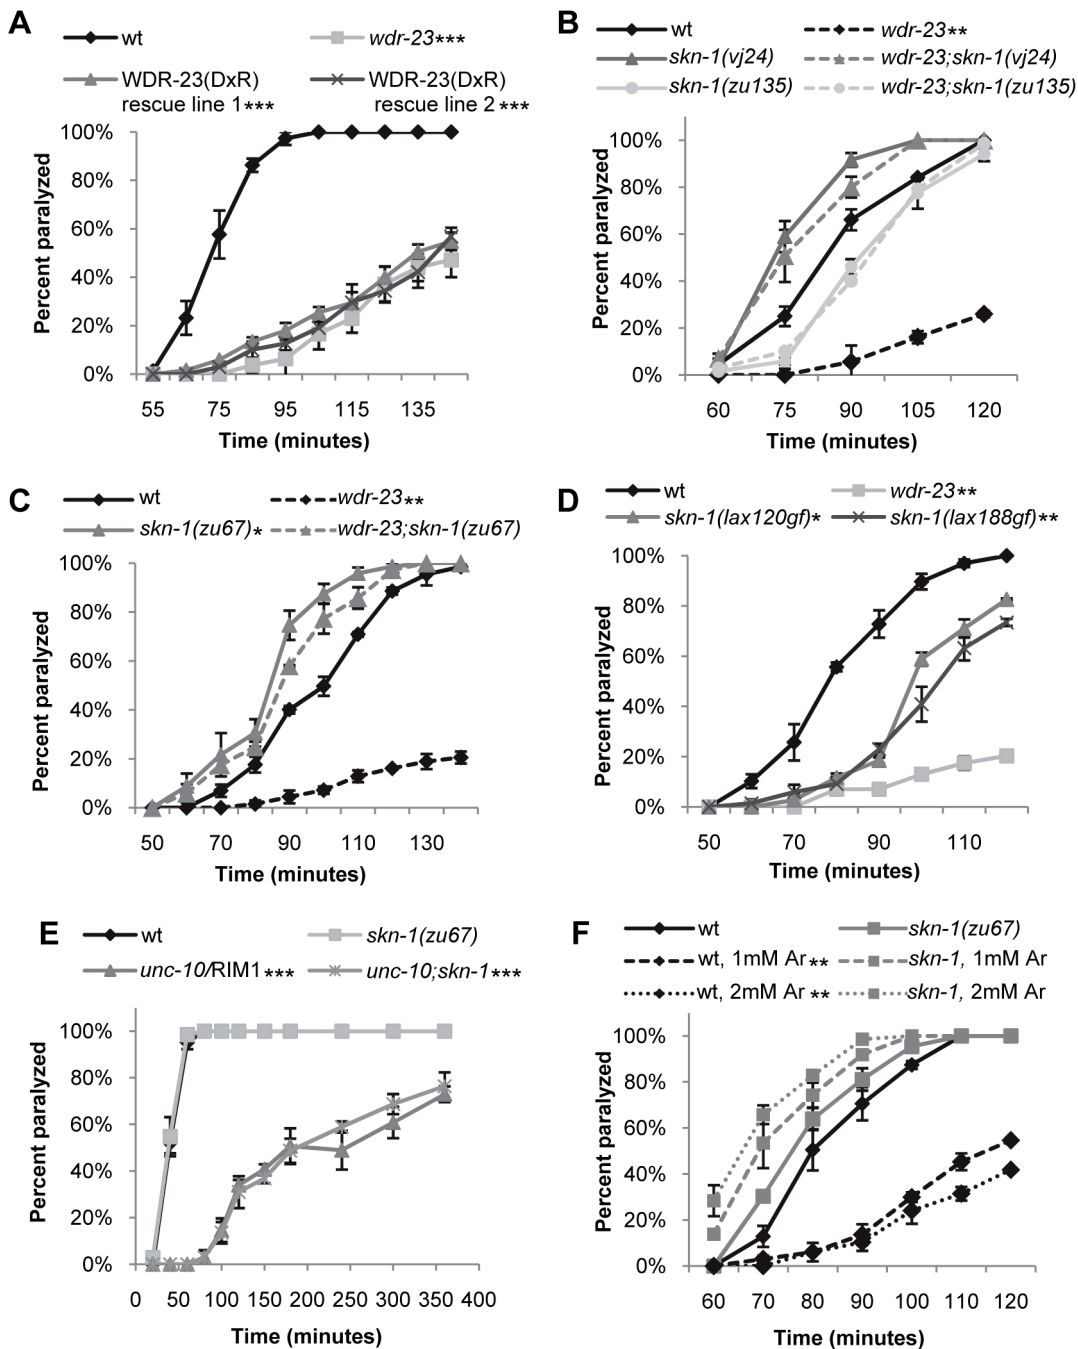 A
wt
wdr-23***
WDR-23(DxR)
rescue line 1***
WDR-23(DxR)
rescue line 2***
100%
80%
60%
40%
20%
0%
Percent paralyzed
55 75 95 115 135
Time (minutes)
B
wt
wdr-23**
skn-1(vj24)
wdr-23;skn-1(vj24)
skn-1(zu135)
wdr-23;skn-1(zu135)
100%
80%
60%
40%
20%
0%
Percent paralyzed
60 75 90 105 120
Time (minutes)
C
wt
wdr-23**
skn-1(zu67)*
wdr-23;skn-1(zu67)
100%
80%
60%
40%
20%
0%
Percent paralyzed
50 70 90 110 130
Time (minutes)
D
wt
wdr-23**
skn-1(lax120gf)*
skn-1(lax188gf)**
100%
80%
60%
40%
20%
0%
Percent paralyzed
50 70 90 110
Time (minutes)
E
wt
skn-1(zu67)
unc-10/RIM1***
unc-10;skn-1***
100%
80%
60%
40%
20%
0%
Percent paralyzed
0 50 100 150 200 250 300 350 400
Time (minutes)
F
wt
skn-1(zu67)
wt, 1mM Ar**
skn-1, 1mM Ar
wt, 2mM Ar **
skn-1, 2mM Ar
100%
80%
60%
40%
20%
0%
Percent paralyzed
60 70 80 90 100 110 120
Time (minutes)